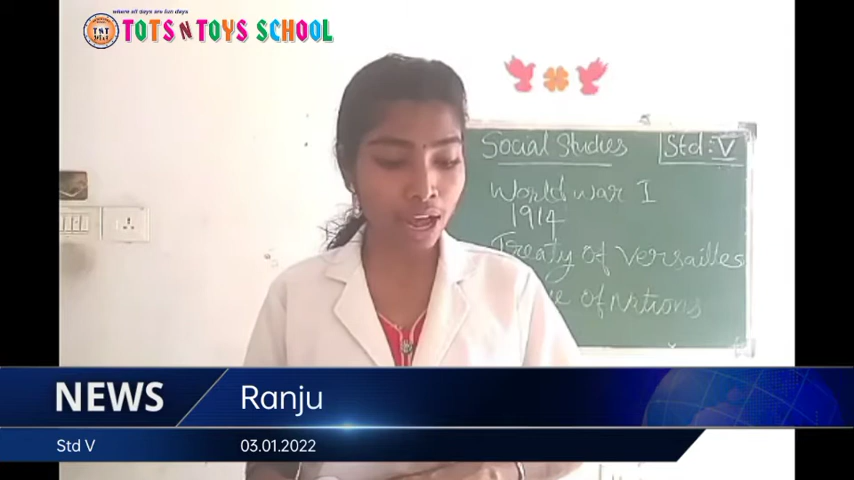 where all days are fun days
TOTS N TOYS SCHOOL
TNT
Social Studies
Std: V
World war I
1914
Treaty of Versailles
of Nations
NEWS
Ranju
Std V
03.01.2022